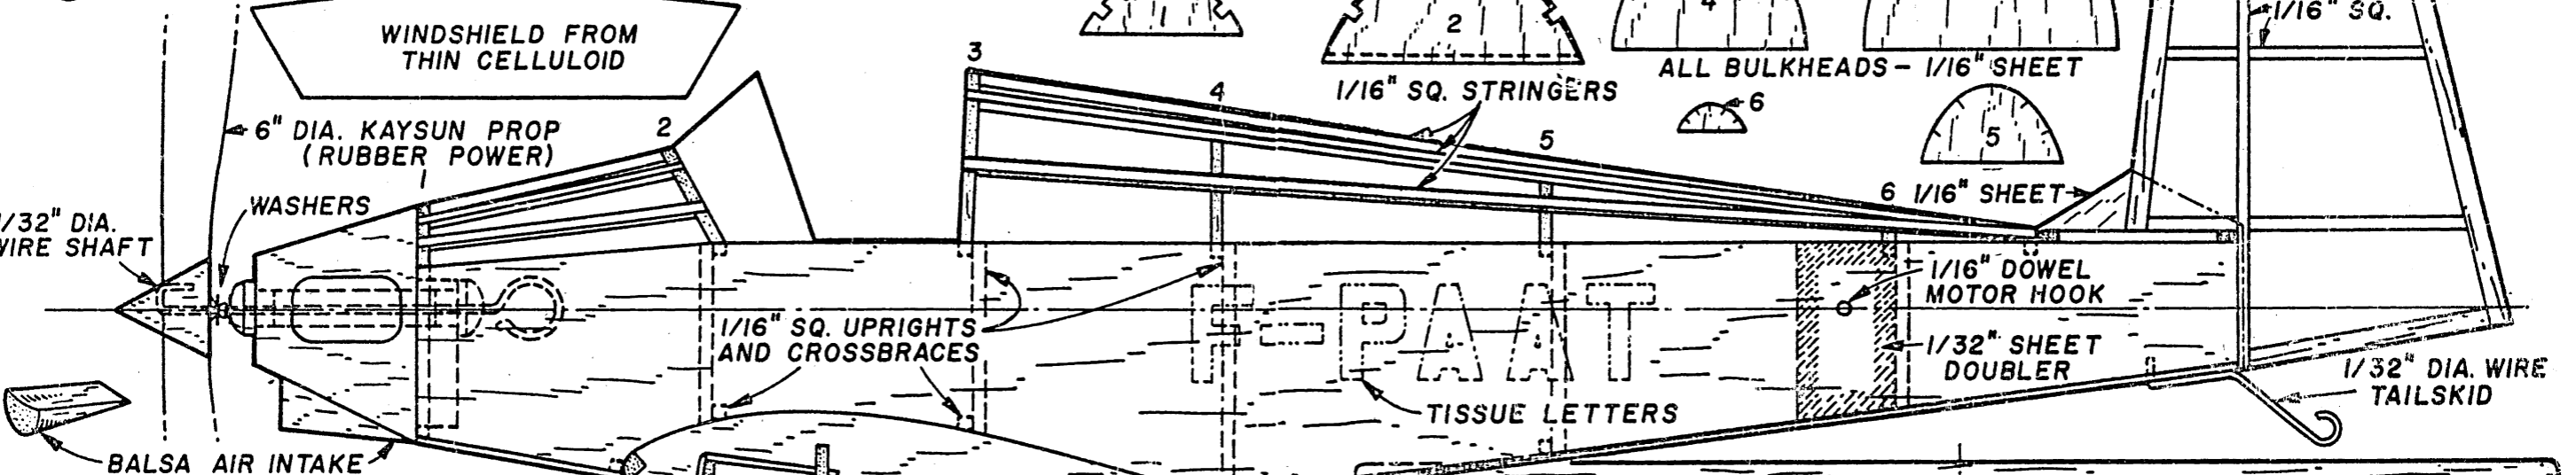 WINDSHIELD FROM
THIN CELLULOID
1
2
4
1/16" SQ.
ALL BULKHEADS - 1/16" SHEET
3
1/16" SQ. STRINGERS
4
6
5
6" DIA. KAYSUN PROP
(RUBBER POWER)
2
5
1
6
1/16" SHEET
WASHERS
1/32" DIA.
WIRE SHAFT
1/16" DOWEL
MOTOR HOOK
F-PAAT
1/16" SQ. UPRIGHTS
AND CROSSBRACES
1/32" SHEET
DOUBLER
1/32" DIA. WIRE
TAILSKID
TISSUE LETTERS
BALSA AIR INTAKE